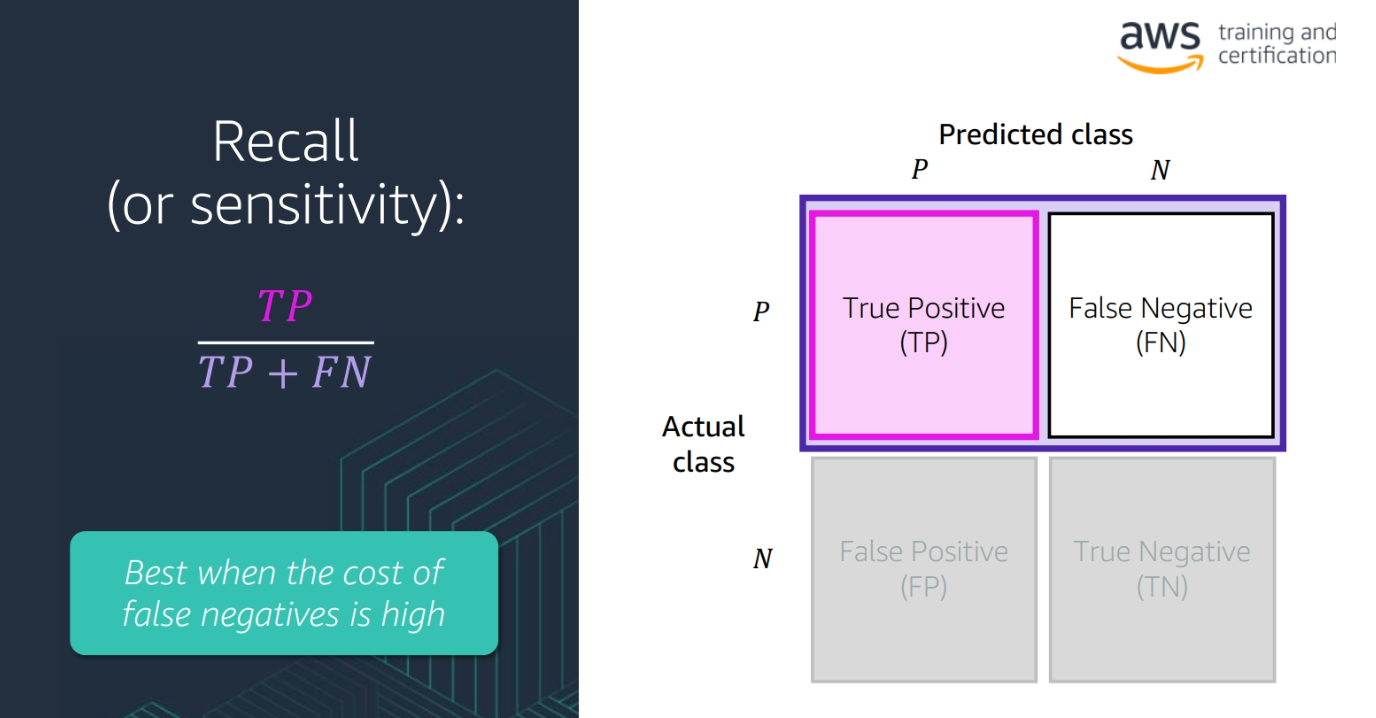 Recall
(or sensitivity):
TP
TP + FN
Best when the cost of
false negatives is high
aws training and
certification
Predicted class
P N
P
True Positive
(TP)
False Negative
(FN)
Actual
class
N
False Positive
(FP)
True Negative
(TN)